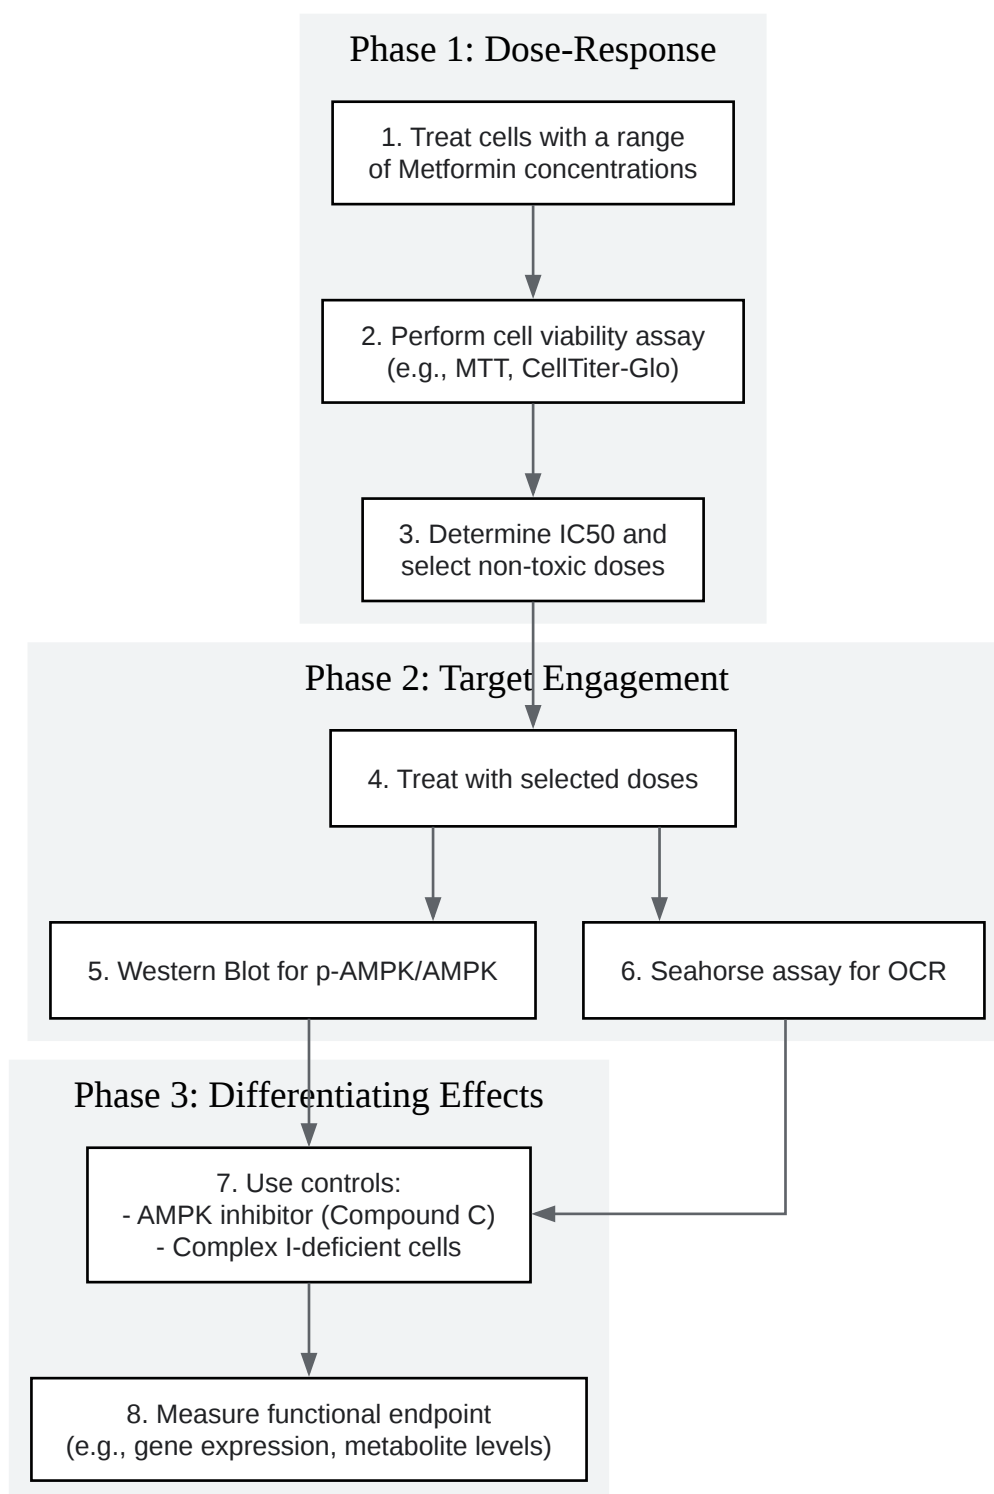 Phase 1: Dose-Response
1. Treat cells with a range
of Metformin concentrations
2. Perform cell viability assay
(e.g., MTT, CellTiter-Glo)
3. Determine IC50 and
select non-toxic doses
Phase 2: Target Engagement
4. Treat with selected doses
5. Western Blot for p-AMPK/AMPK
6. Seahorse assay for OCR
Phase 3: Differentiating Effects
7. Use controls:
- AMPK inhibitor (Compound C)
- Complex I-deficient cells
8. Measure functional endpoint
(e.g., gene expression, metabolite levels)